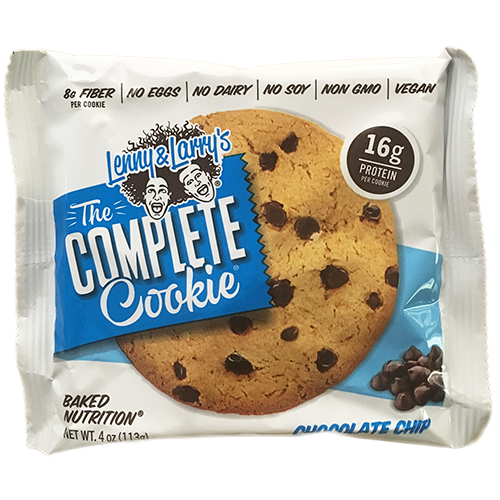 8g FIBER | NO EGGS | NO DAIRY | NO SOY | NON GMO | VEGAN
PER COOKIE
Lenny & Larry's®
The
COMPLETE
Cookie®
16g
PROTEIN
PER COOKIE
BAKED
NUTRITION®
NET WT. 4 oz (113g)
CHOCOLATE CHIP